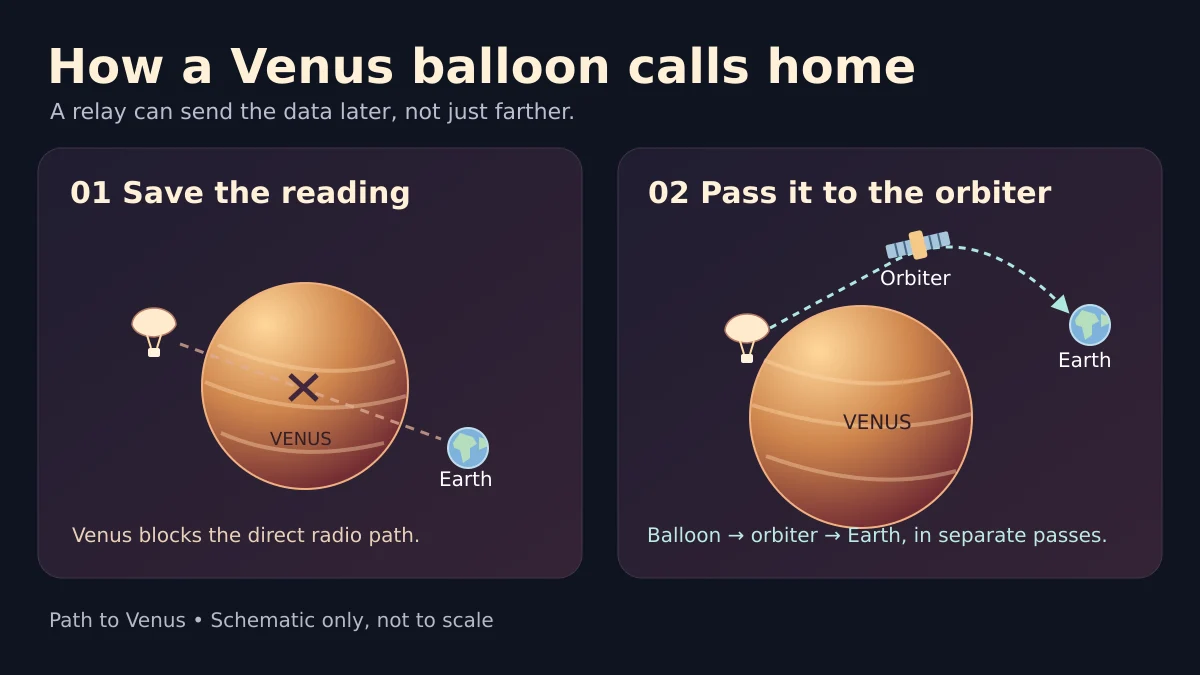 How a Venus balloon calls home
A relay can send the data later, not just farther.
01 Save the reading
VENUS
Earth
Venus blocks the direct radio path.
02 Pass it to the orbiter
Orbiter
Earth
VENUS
Balloon → orbiter → Earth, in separate passes.
Path to Venus • Schematic only, not to scale